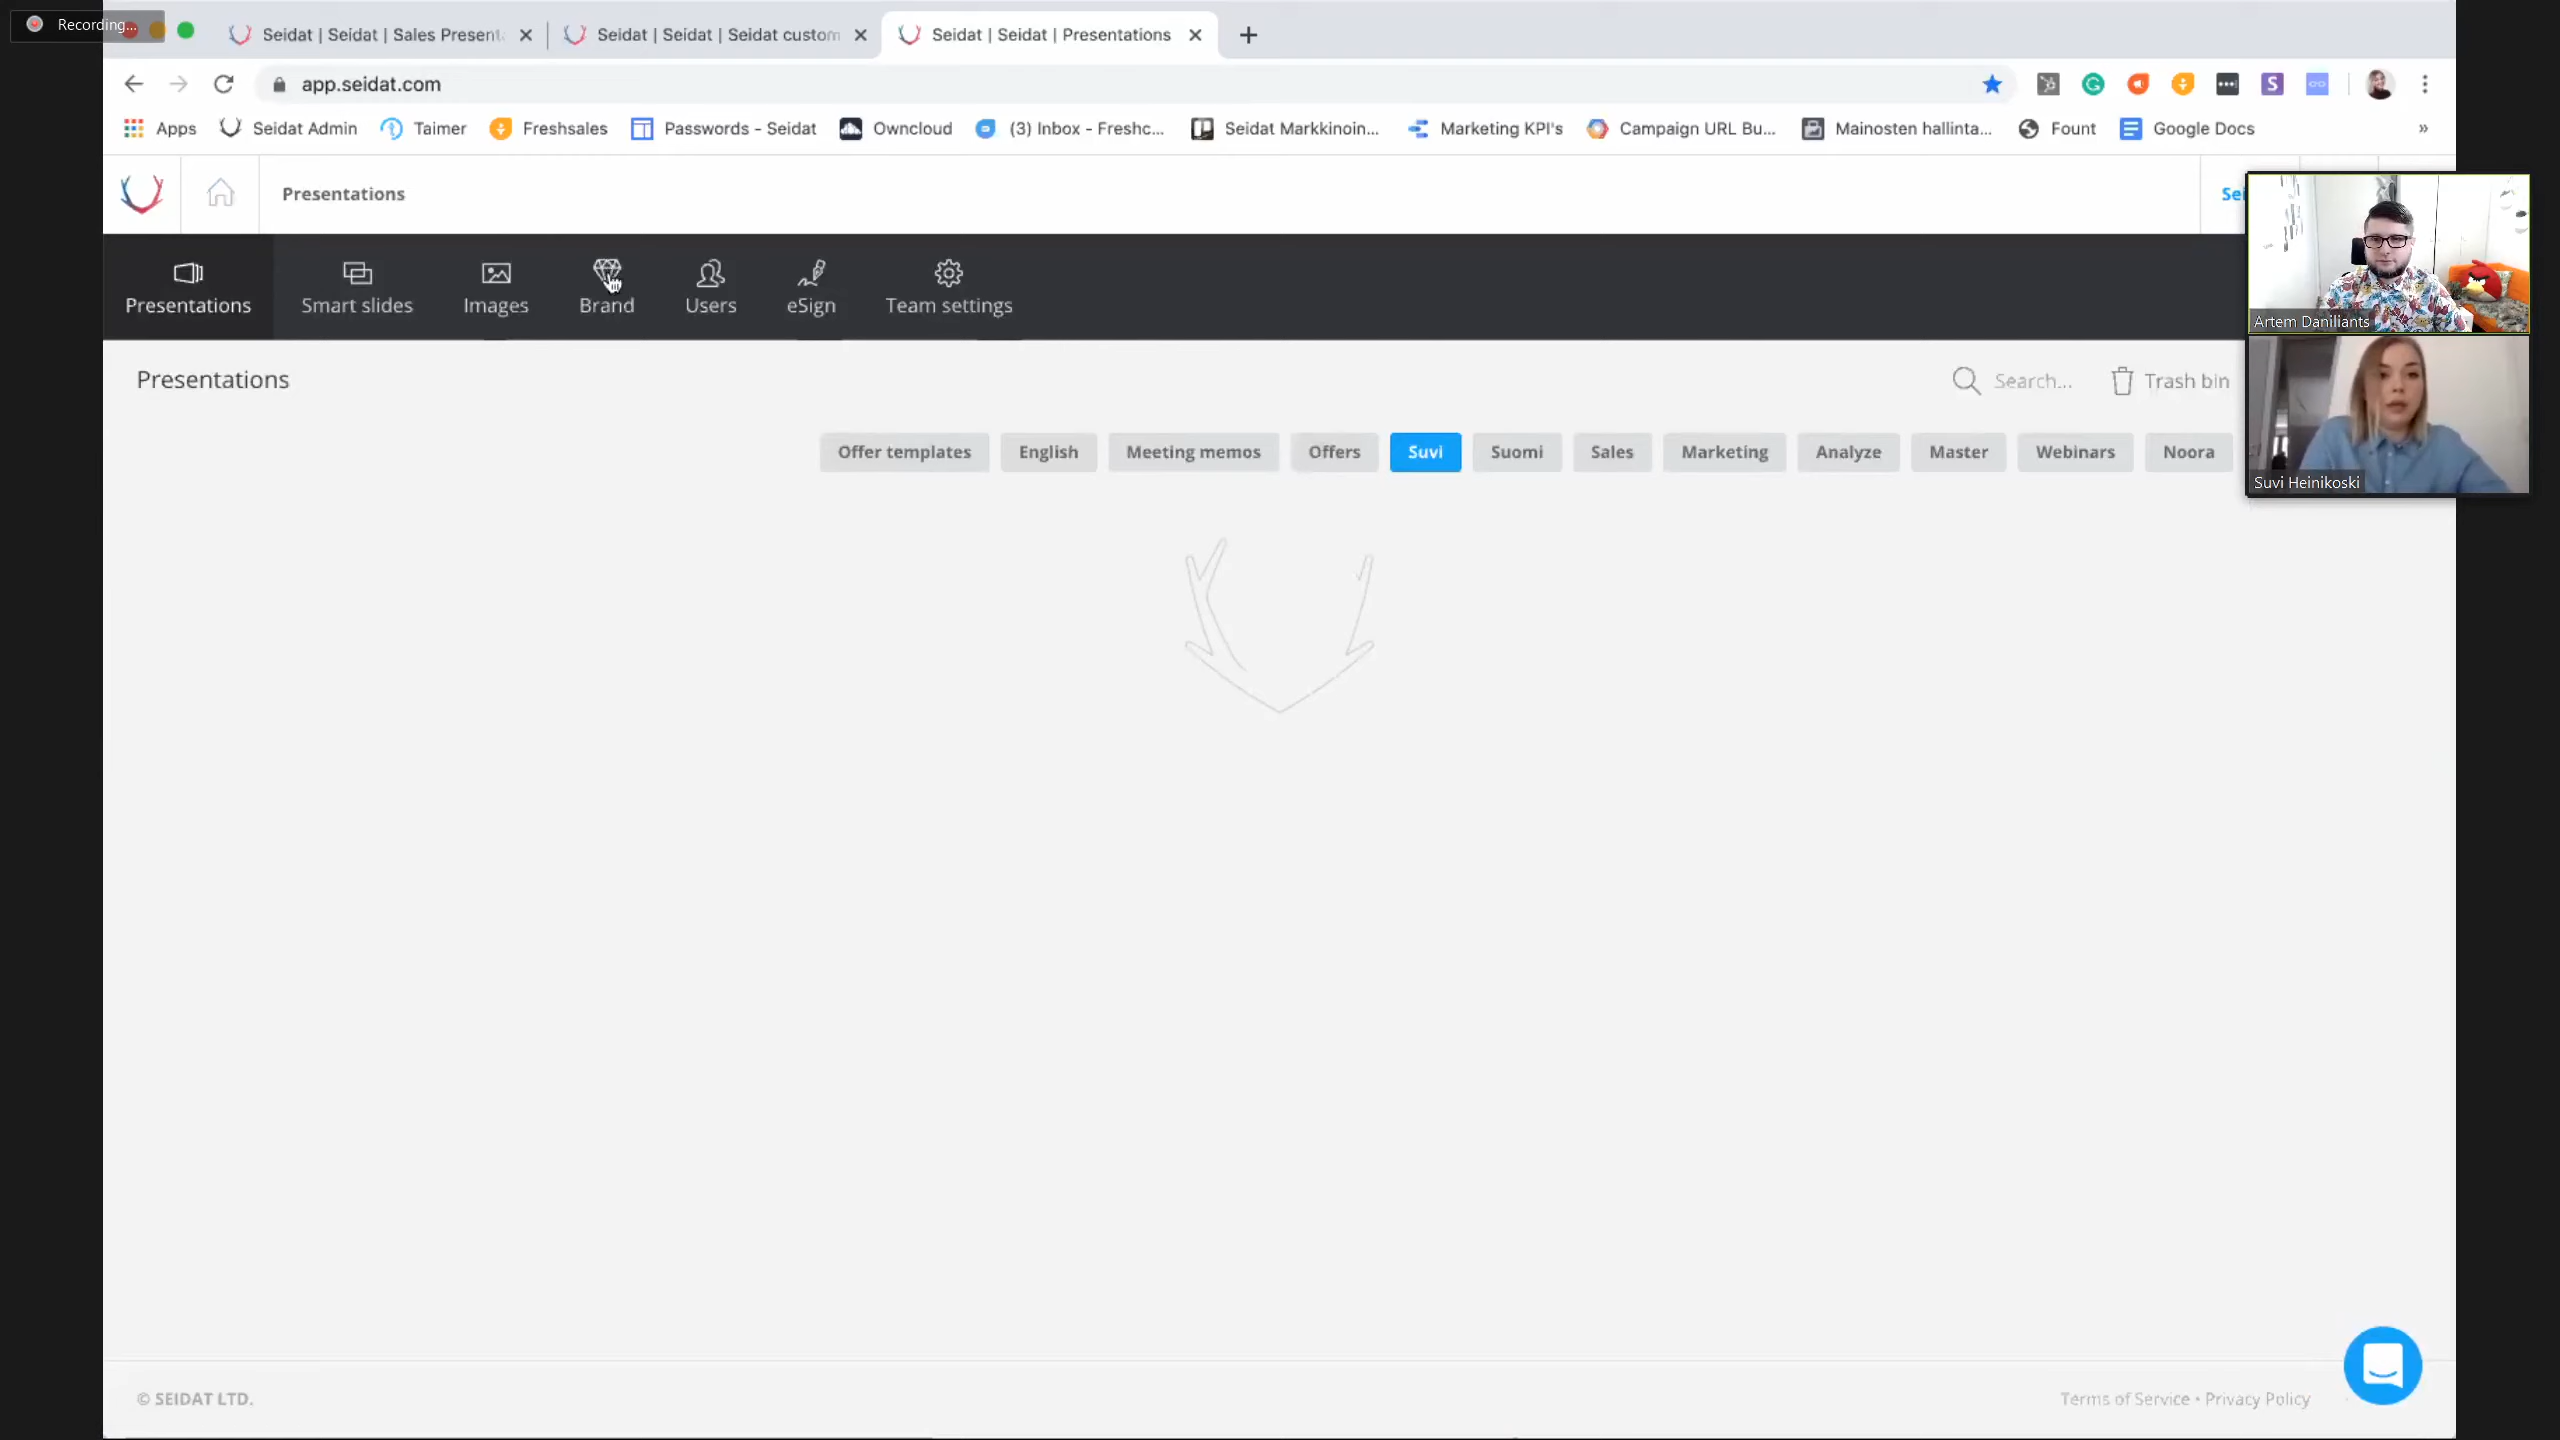 Recording...
Seidat | Seidat | Sales Present
Seidat | Seidat | Seidat custom
Seidat | Seidat | Presentations
app.seidat.com
Apps
Seidat Admin
Taimer
Freshsales
Passwords - Seidat
Owncloud
(3) Inbox - Freshc...
Seidat Markkinoin...
Marketing KPI's
Campaign URL Bu...
Mainosten hallinta...
Fount
Google Docs
»
Presentations
Sei
Presentations
Smart slides
Images
Brand
Users
eSign
Team settings
Artem Daniliants
Presentations
Search...
Trash bin
Offer templates
English
Meeting memos
Offers
Suvi
Suomi
Sales
Marketing
Analyze
Master
Webinars
Noora
Suvi Heinikoski
© SEIDAT LTD.
Terms of Service • Privacy Policy